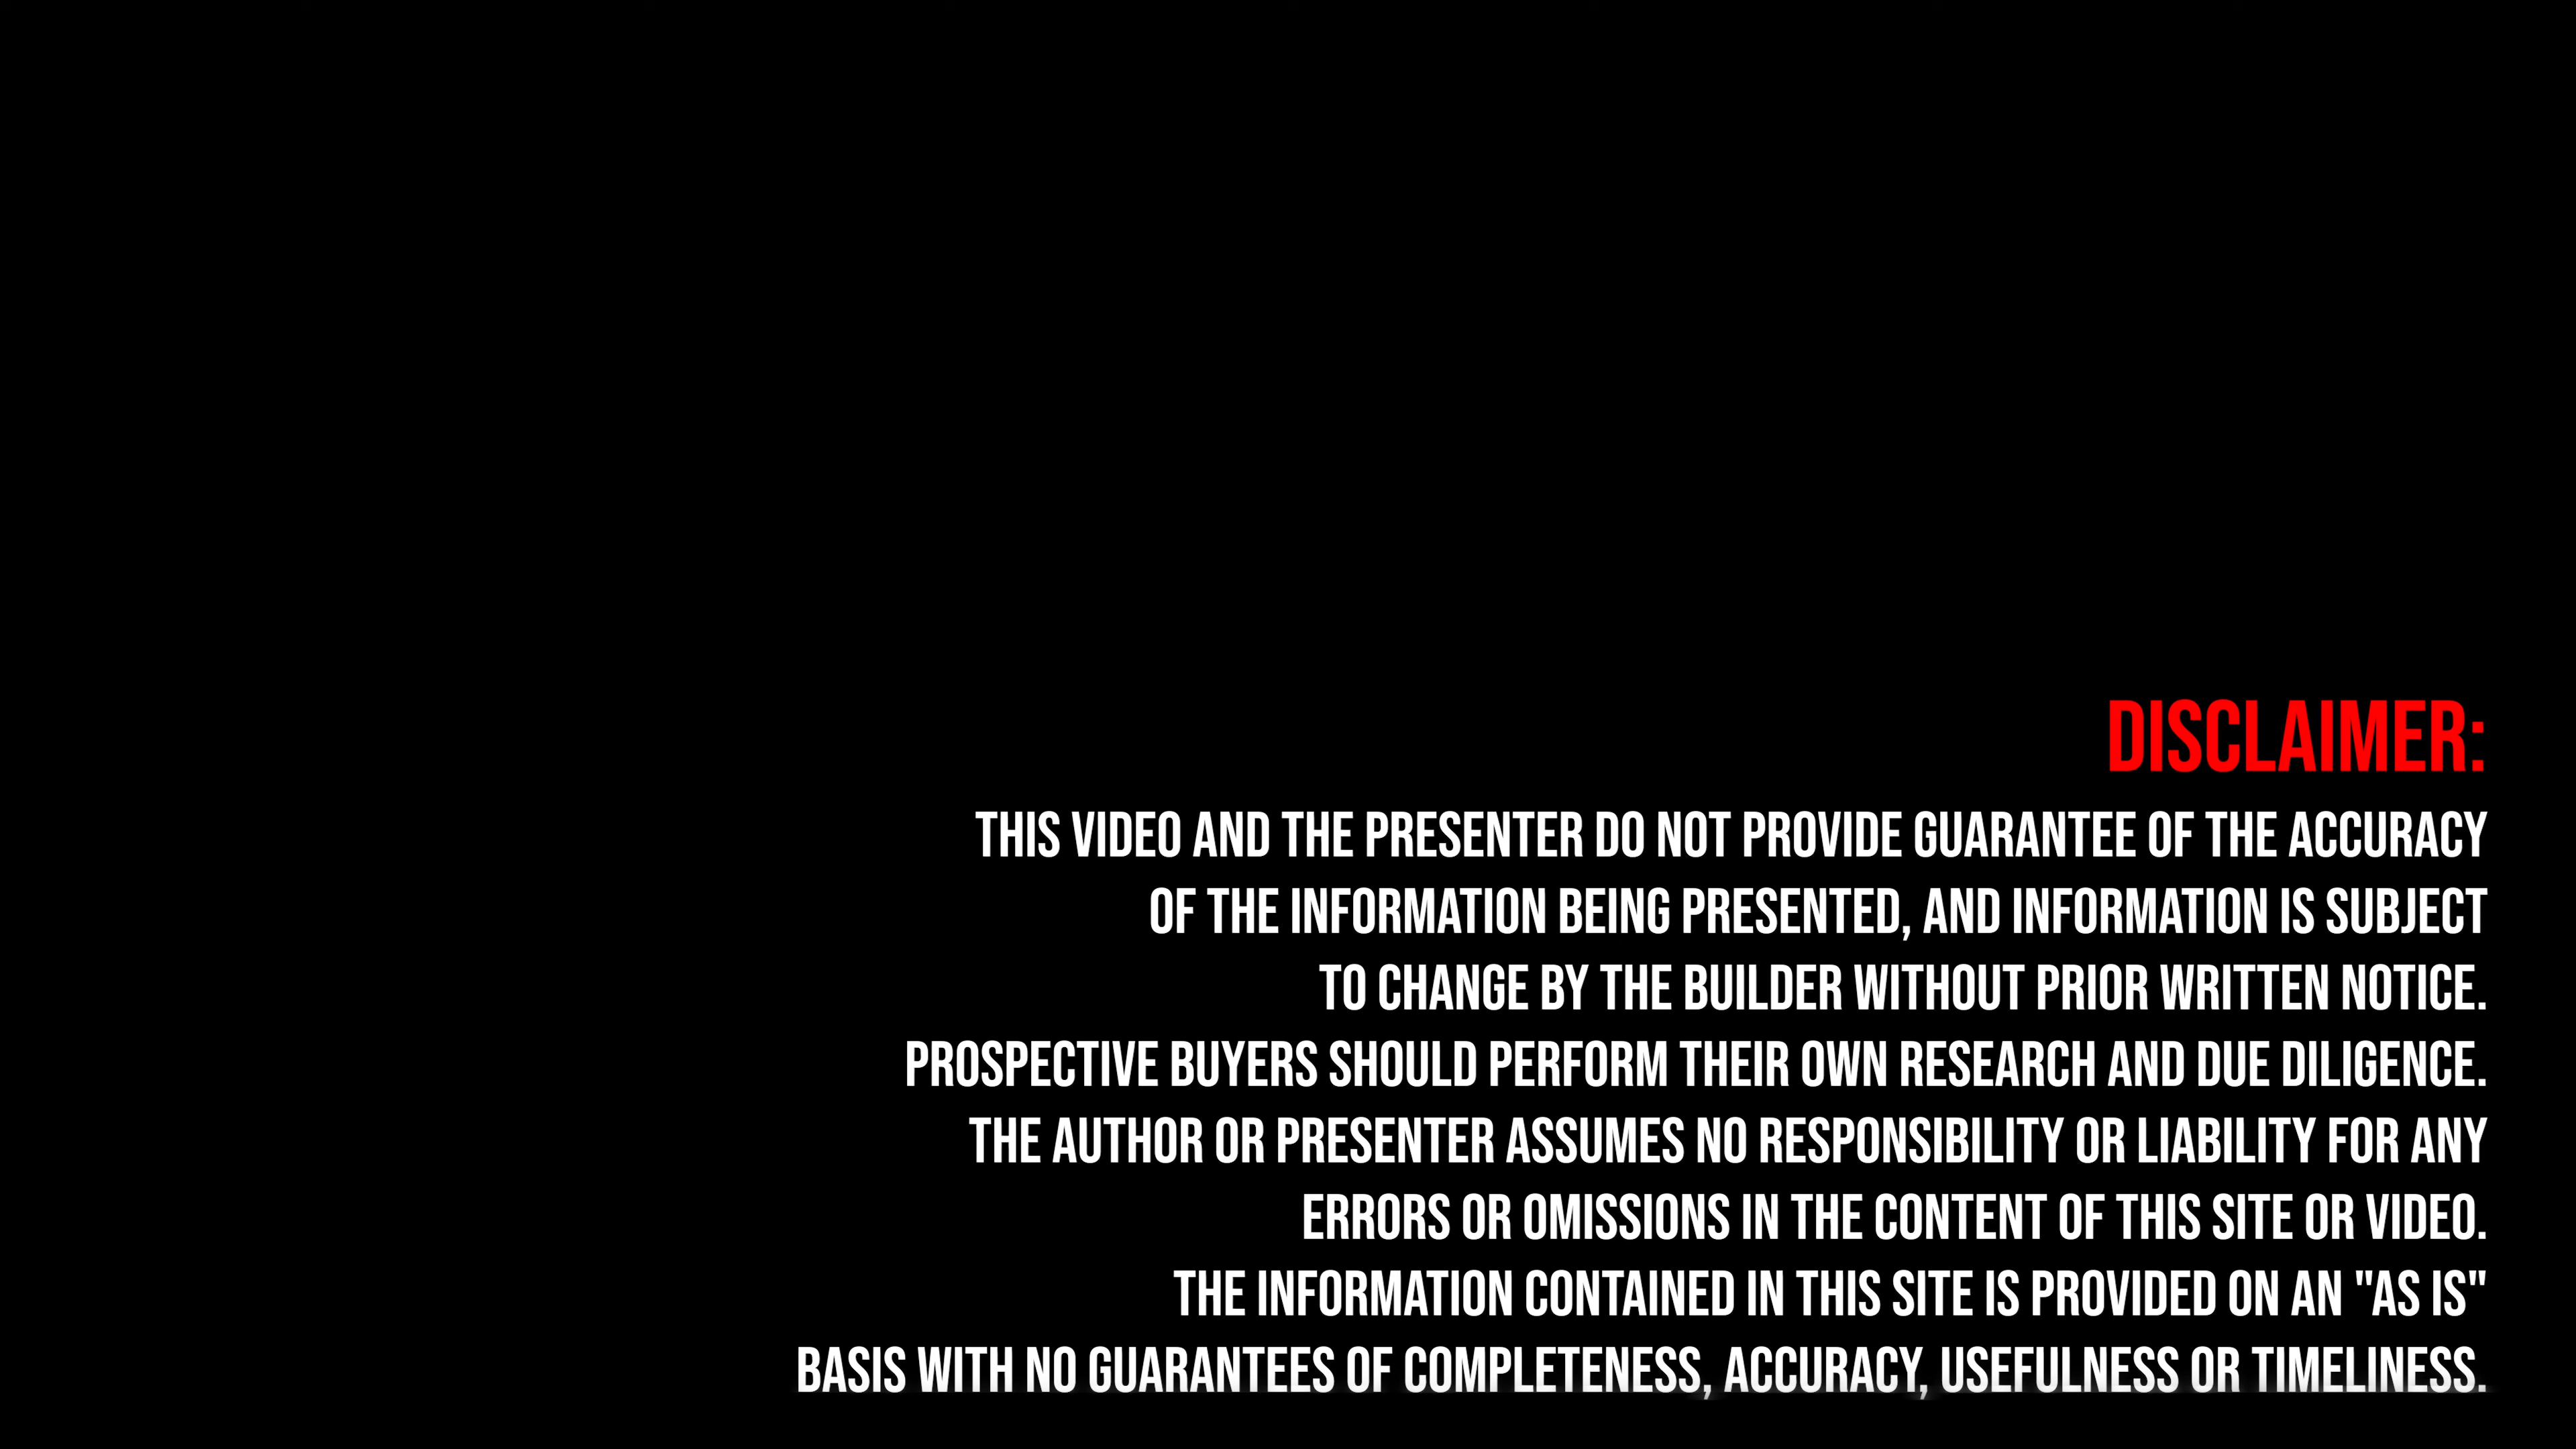 DISCLAIMER:
THIS VIDEO AND THE PRESENTER DO NOT PROVIDE GUARANTEE OF THE ACCURACY
OF THE INFORMATION BEING PRESENTED, AND INFORMATION IS SUBJECT
TO CHANGE BY THE BUILDER WITHOUT PRIOR WRITTEN NOTICE.
PROSPECTIVE BUYERS SHOULD PERFORM THEIR OWN RESEARCH AND DUE DILIGENCE.
THE AUTHOR OR PRESENTER ASSUMES NO RESPONSIBILITY OR LIABILITY FOR ANY
ERRORS OR OMISSIONS IN THE CONTENT OF THIS SITE OR VIDEO.
THE INFORMATION CONTAINED IN THIS SITE IS PROVIDED ON AN "AS IS"
BASIS WITH NO GUARANTEES OF COMPLETENESS, ACCURACY, USEFULNESS OR TIMELINESS.